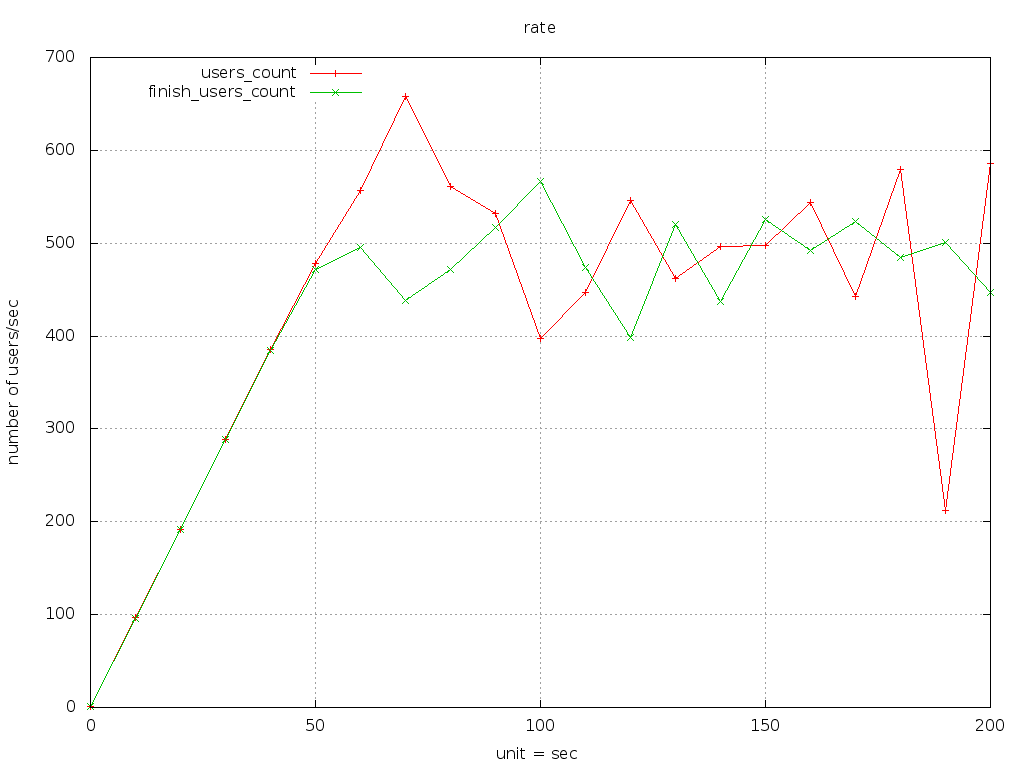 rate
700
users_count
finish_users_count
600
500
400
300
200
100
0
number of users/sec
0 50 100 150 200
unit = sec